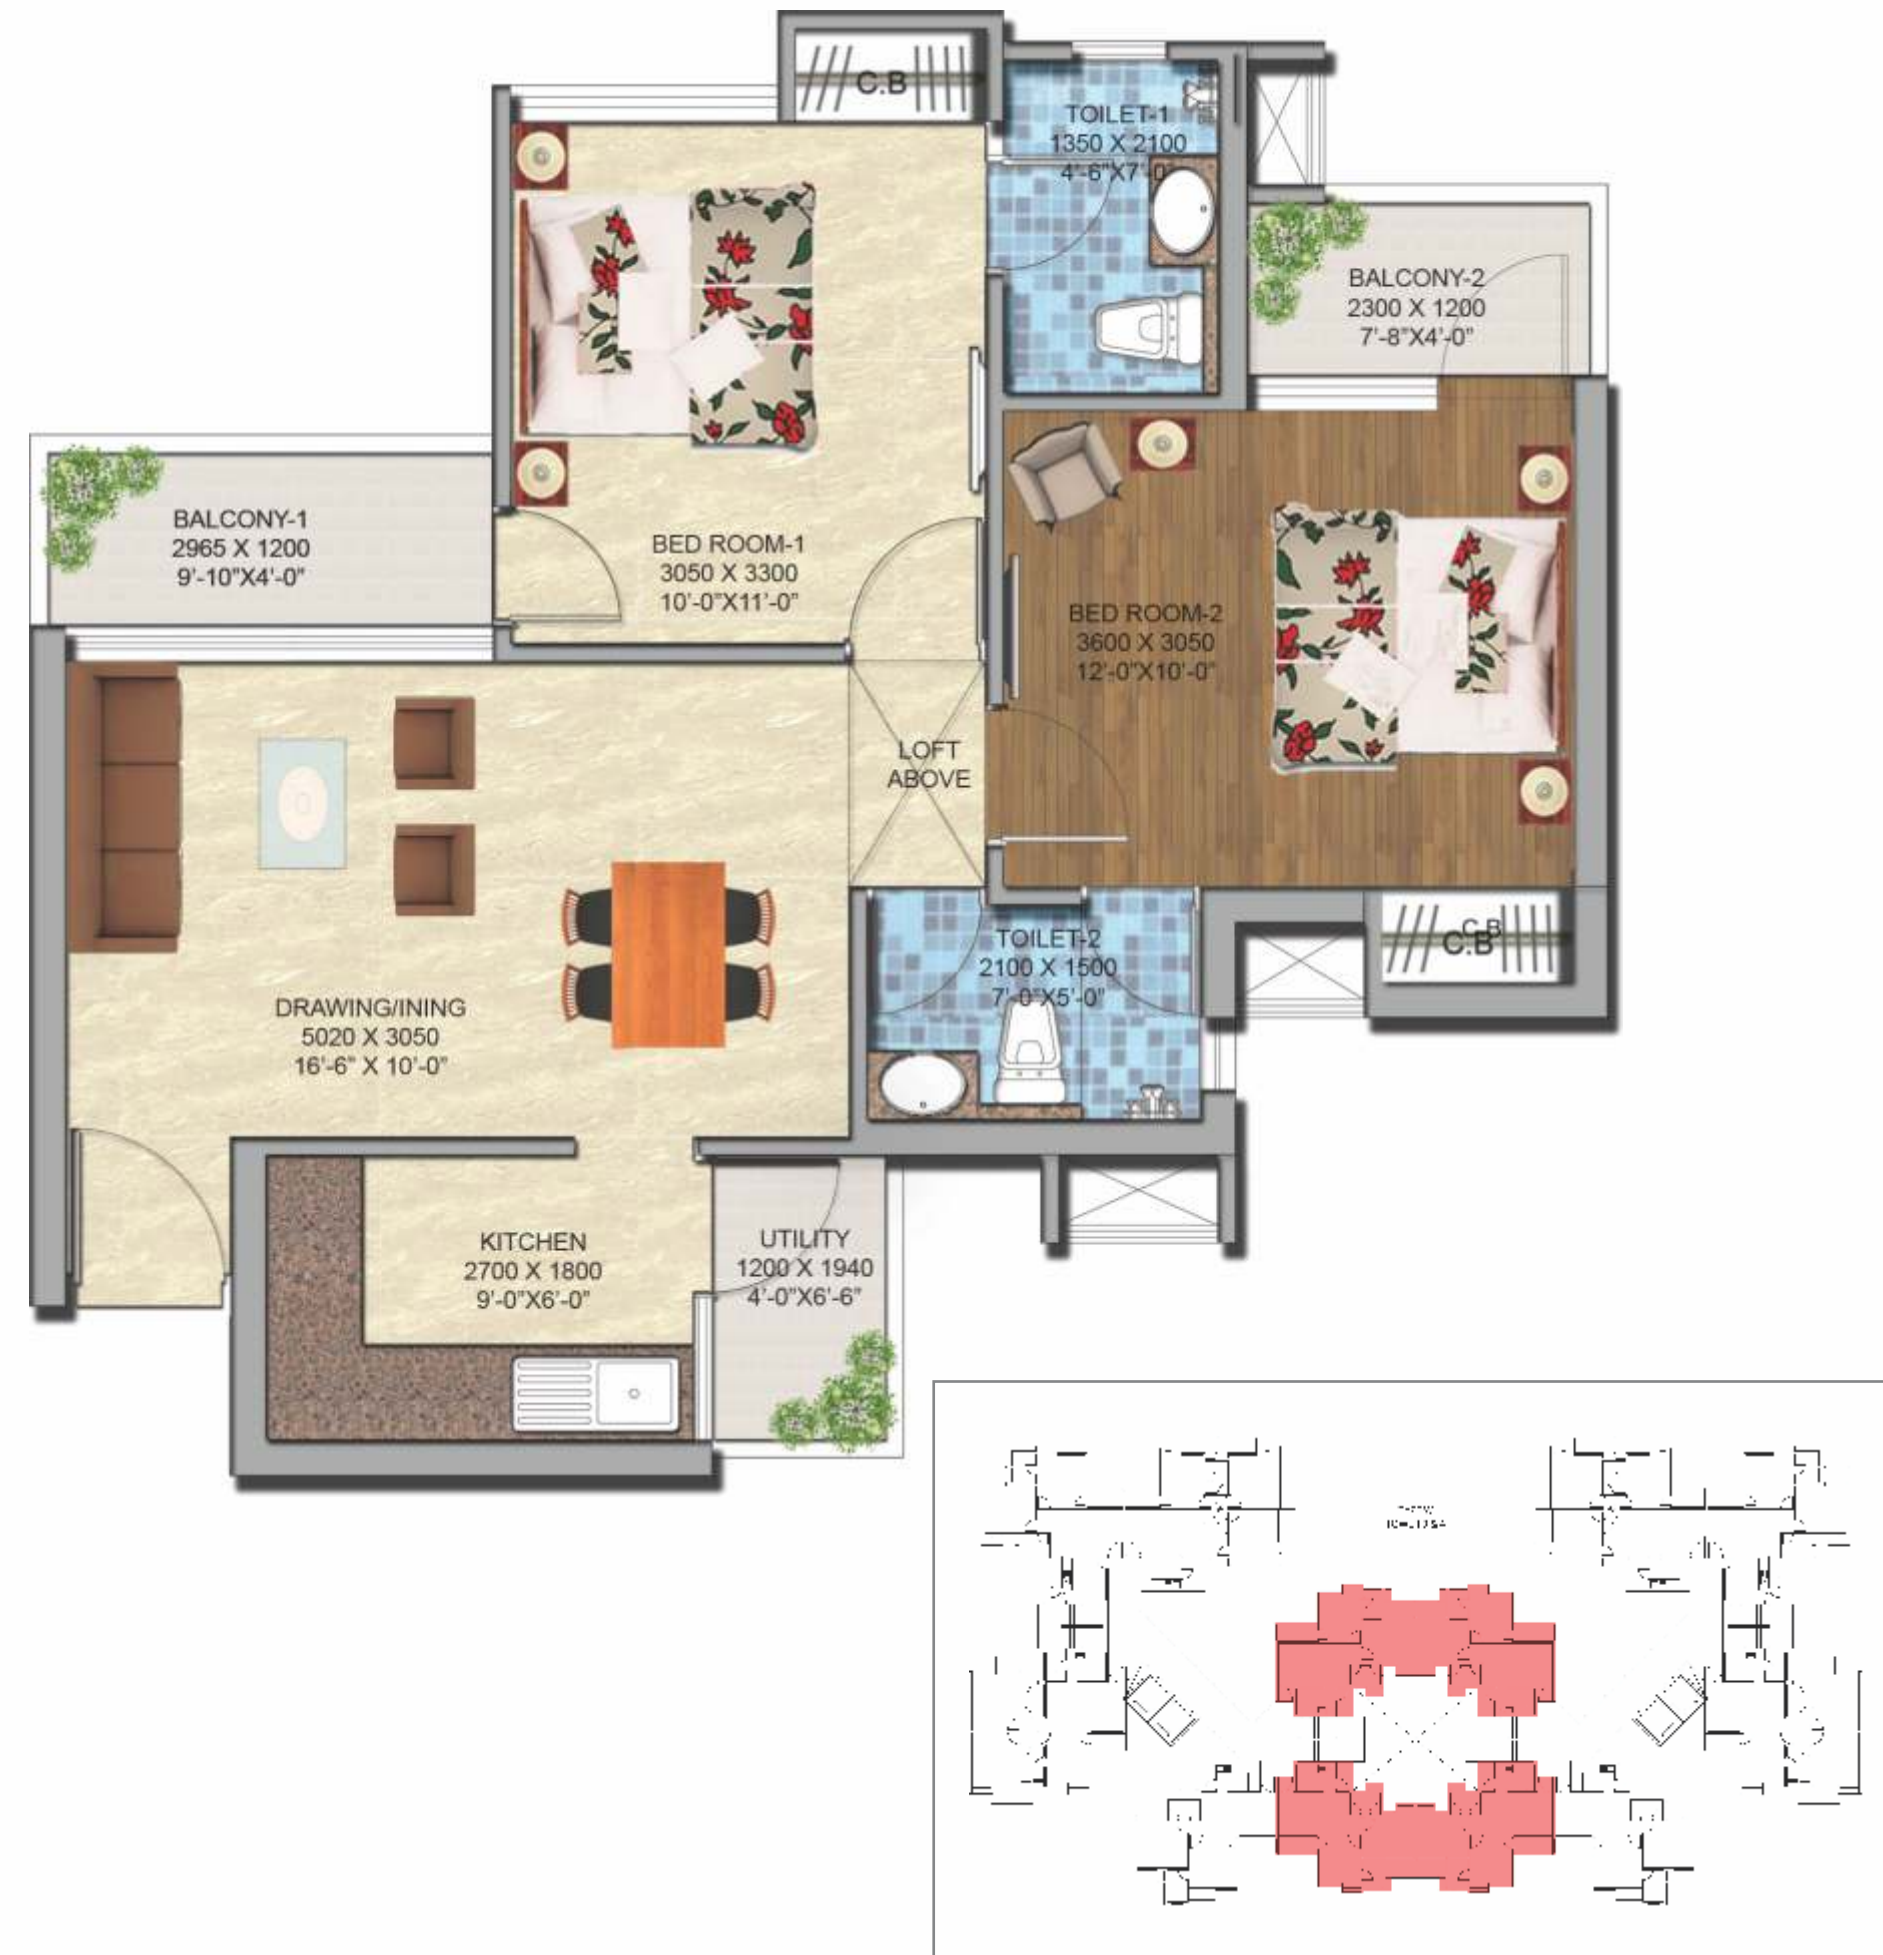 C.B
TOILET-1
1350 X 2100
4'-6"X7'-0"
BALCONY-2
2300 X 1200
7'-8"X4'-0"
BALCONY-1
2965 X 1200
9'-10"X4'-0"
BED ROOM-1
3050 X 3300
10'-0"X11'-0"
BED ROOM-2
3600 X 3050
12'-0"X10'-0"
LOFT
ABOVE
TOILET-2
2100 X 1500
7'-0"X5'-0"
C.B
C.B
DRAWING/INING
5020 X 3050
16'-6" X 10'-0"
KITCHEN
2700 X 1800
9'-0"X6'-0"
UTILITY
1200 X 1940
4'-0"X6'-6"